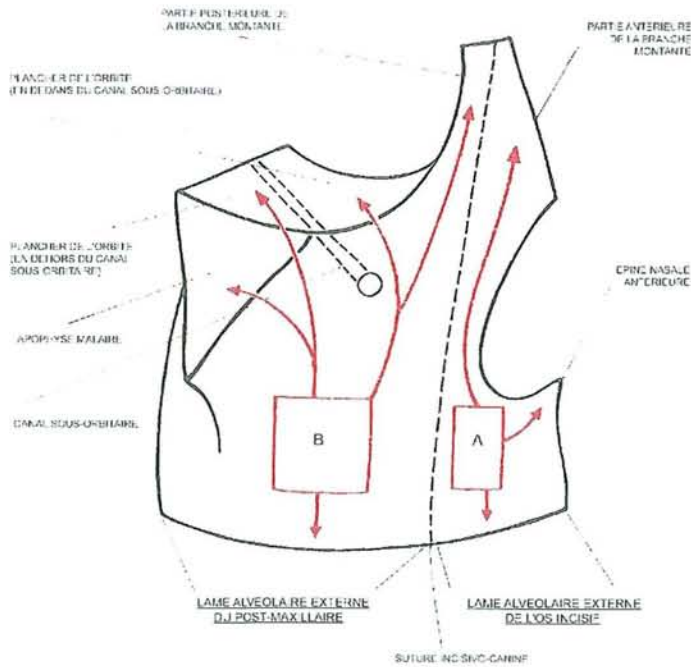 PARTIE POSTERIEURE DE
LA BRANCHE MONTANTE
PARTIE ANTERIEURE
DE LA BRANCHE
MONTANTE
PLANCHER DE L'ORBITE
(EN DEDANS DU CANAL SOUS-ORBITAIRE)
PLANCHER DE L'ORBITE
(EN DEHORS DU CANAL
SOUS-ORBITAIRE)
EPINE NASALE
ANTERIEURE
APOPHYSE MALAIRE
CANAL SOUS-ORBITAIRE
B
A
LAME ALVEOLAIRE EXTERNE
DU POST-MAXILLAIRE
LAME ALVEOLAIRE EXTERNE
DE L'OS INCISIF
SUTURE INCISIVO-CANINE